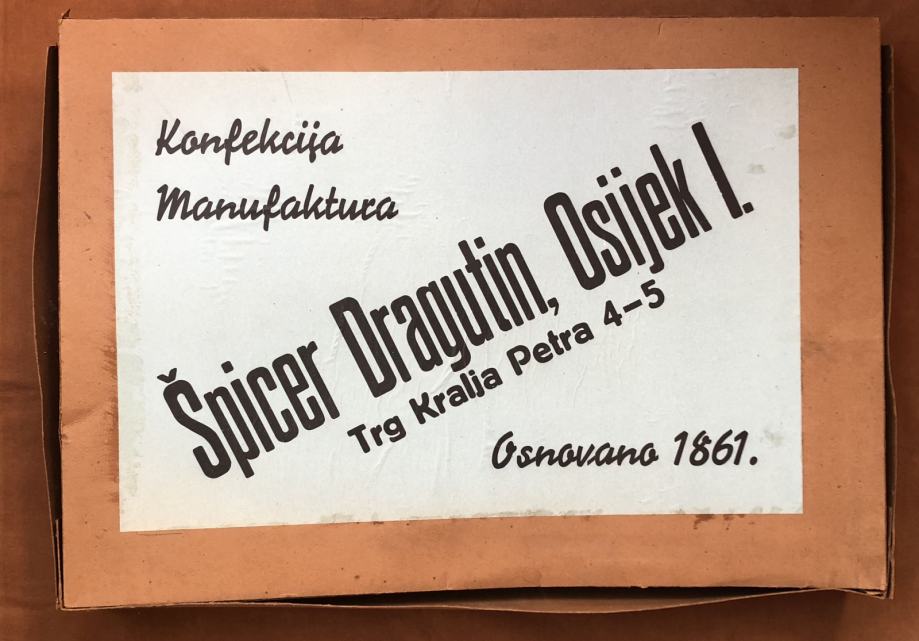 Konfekcija
Manufaktura
Špicer Dragutin, Osijek I.
Trg Kralja Petra 4–5
Osnovano 1861.